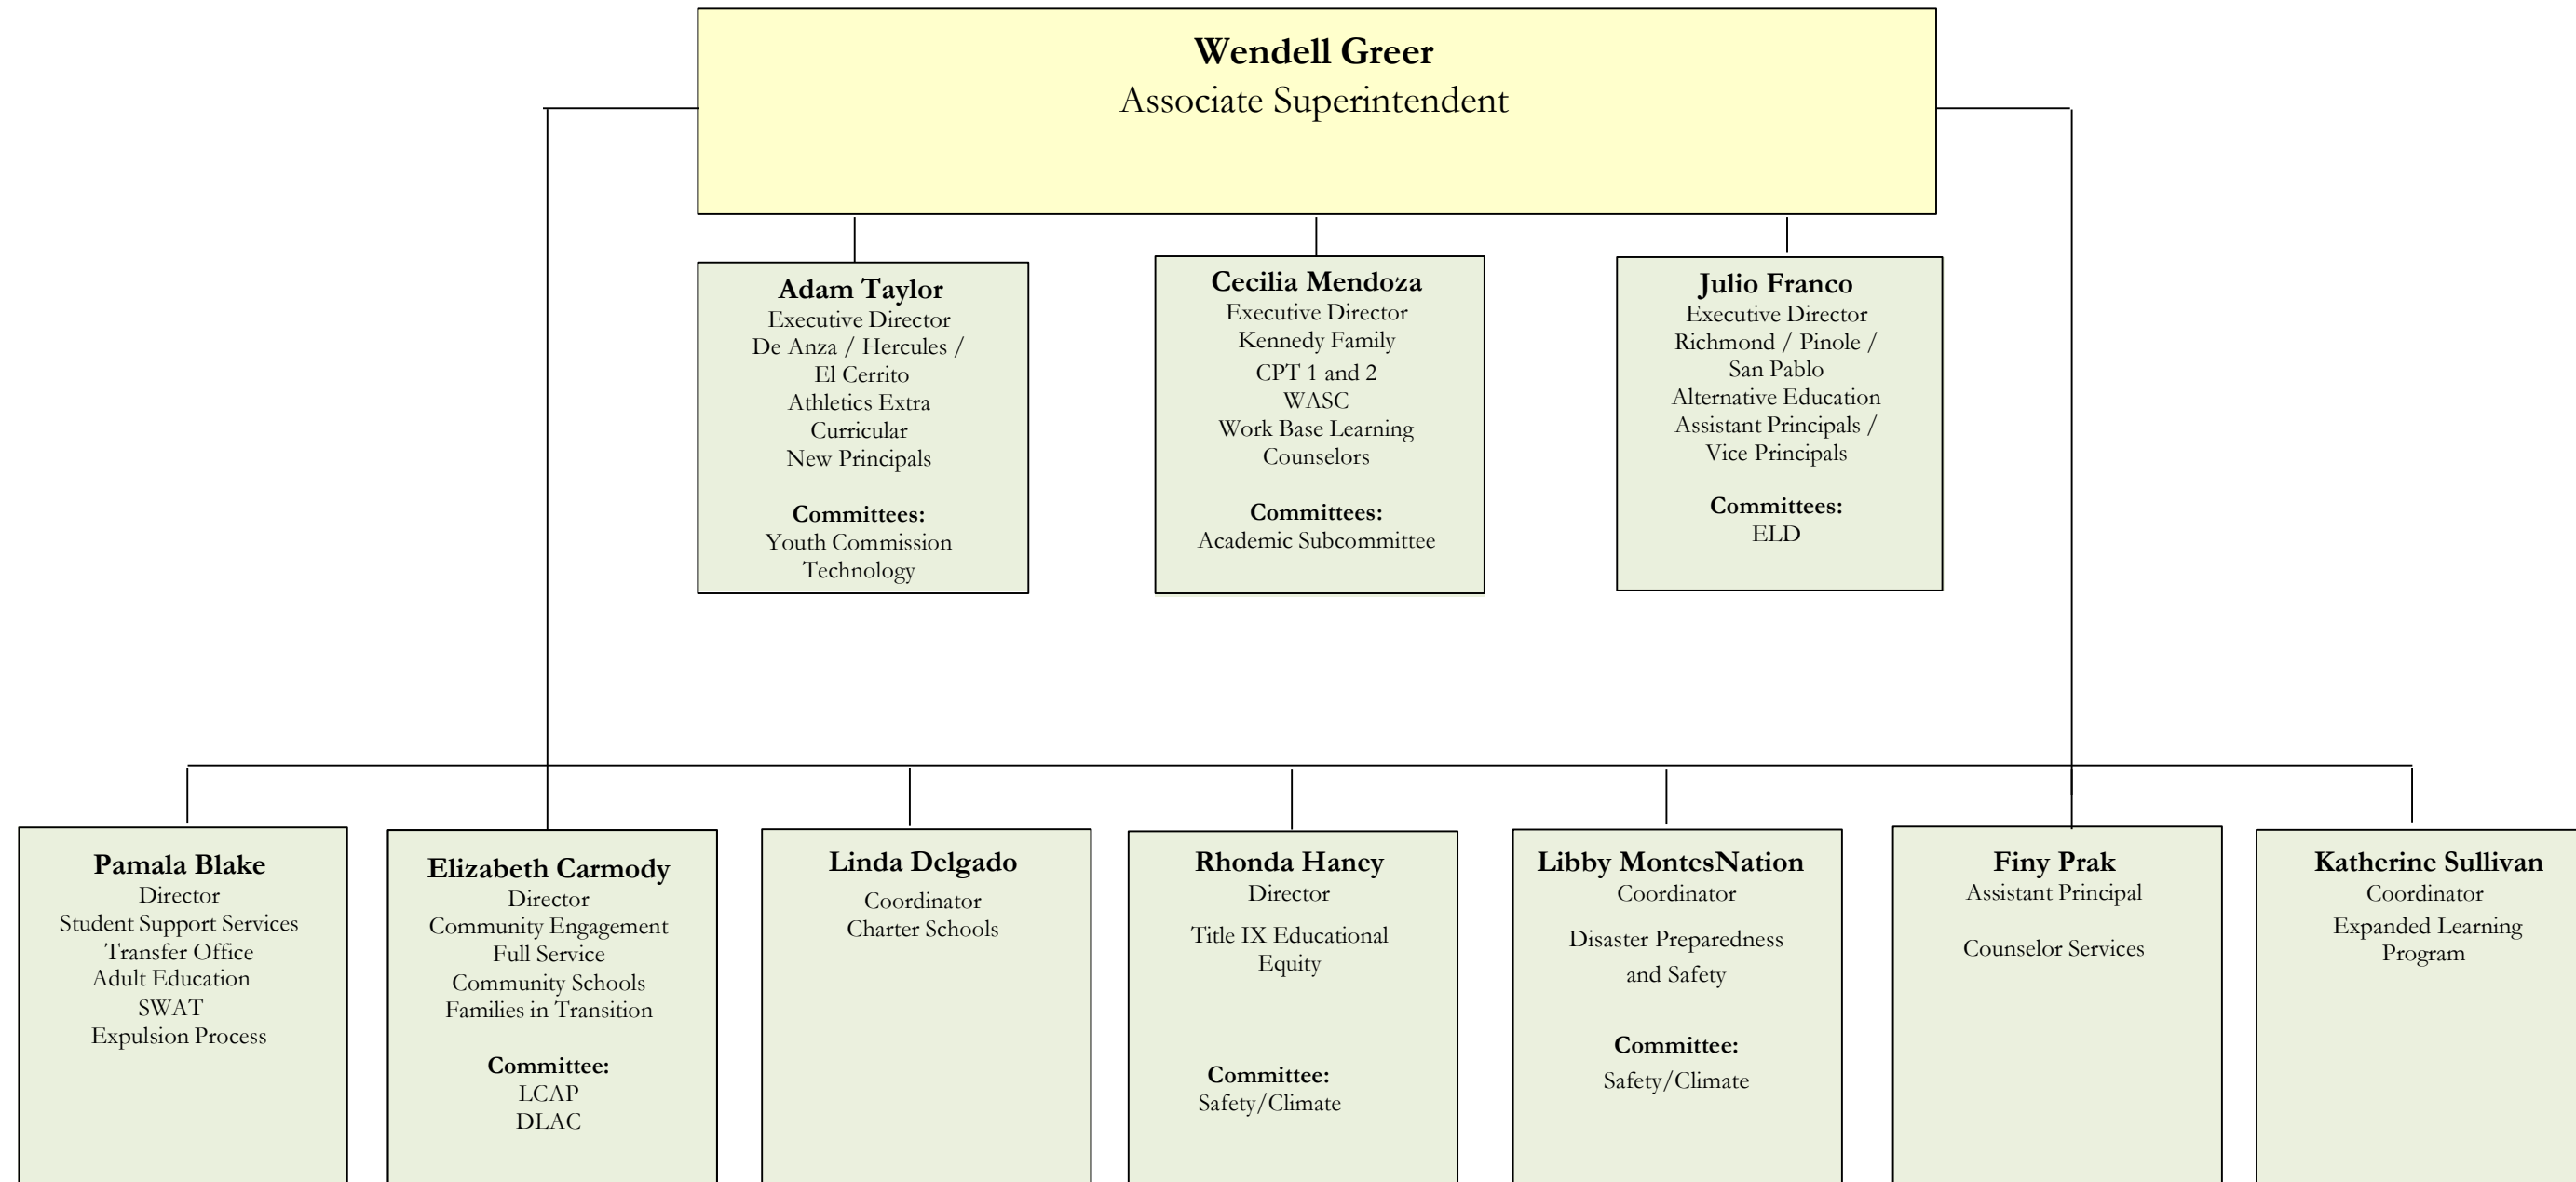 Wendell Greer
Associate Superintendent
Adam Taylor
Executive Director
De Anza / Hercules /
El Cerrito
Athletics Extra
Curricular
New Principals
Committees:
Youth Commission
Technology
Cecilia Mendoza
Executive Director
Kennedy Family
CPT 1 and 2
WASC
Work Base Learning
Counselors
Committees:
Academic Subcommittee
Julio Franco
Executive Director
Richmond / Pinole /
San Pablo
Alternative Education
Assistant Principals /
Vice Principals
Committees:
ELD
Pamala Blake
Director
Student Support Services
Transfer Office
Adult Education
SWAT
Expulsion Process
Elizabeth Carmody
Director
Community Engagement
Full Service
Community Schools
Families in Transition
Committee:
LCAP
DLAC
Linda Delgado
Coordinator
Charter Schools
Rhonda Haney
Director
Title IX Educational
Equity
Committee:
Safety/Climate
Libby MontesNation
Coordinator
Disaster Preparedness
and Safety
Committee:
Safety/Climate
Finy Prak
Assistant Principal
Counselor Services
Katherine Sullivan
Coordinator
Expanded Learning
Program